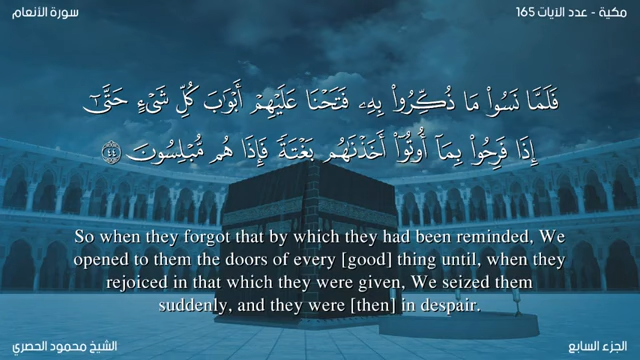 مكية - عدد الآيات 165
سورة الأنعام
فَلَمَّا نَسُوا۟ مَا ذُكِّرُوا۟ بِهِۦ فَتَحْنَا عَلَيْهِمْ أَبْوَٰبَ كُلِّ شَىْءٍ حَتَّىٰٓ
إِذَا فَرِحُوا۟ بِمَآ أُوتُوٓا۟ أَخَذْنَٰهُم بَغْتَةً فَإِذَا هُم مُّبْلِسُونَ ٤٤
So when they forgot that by which they had been reminded, We
opened to them the doors of every [good] thing until, when they
rejoiced in that which they were given, We seized them
suddenly, and they were [then] in despair.
الجزء السابع
الشيخ محمود الحصري